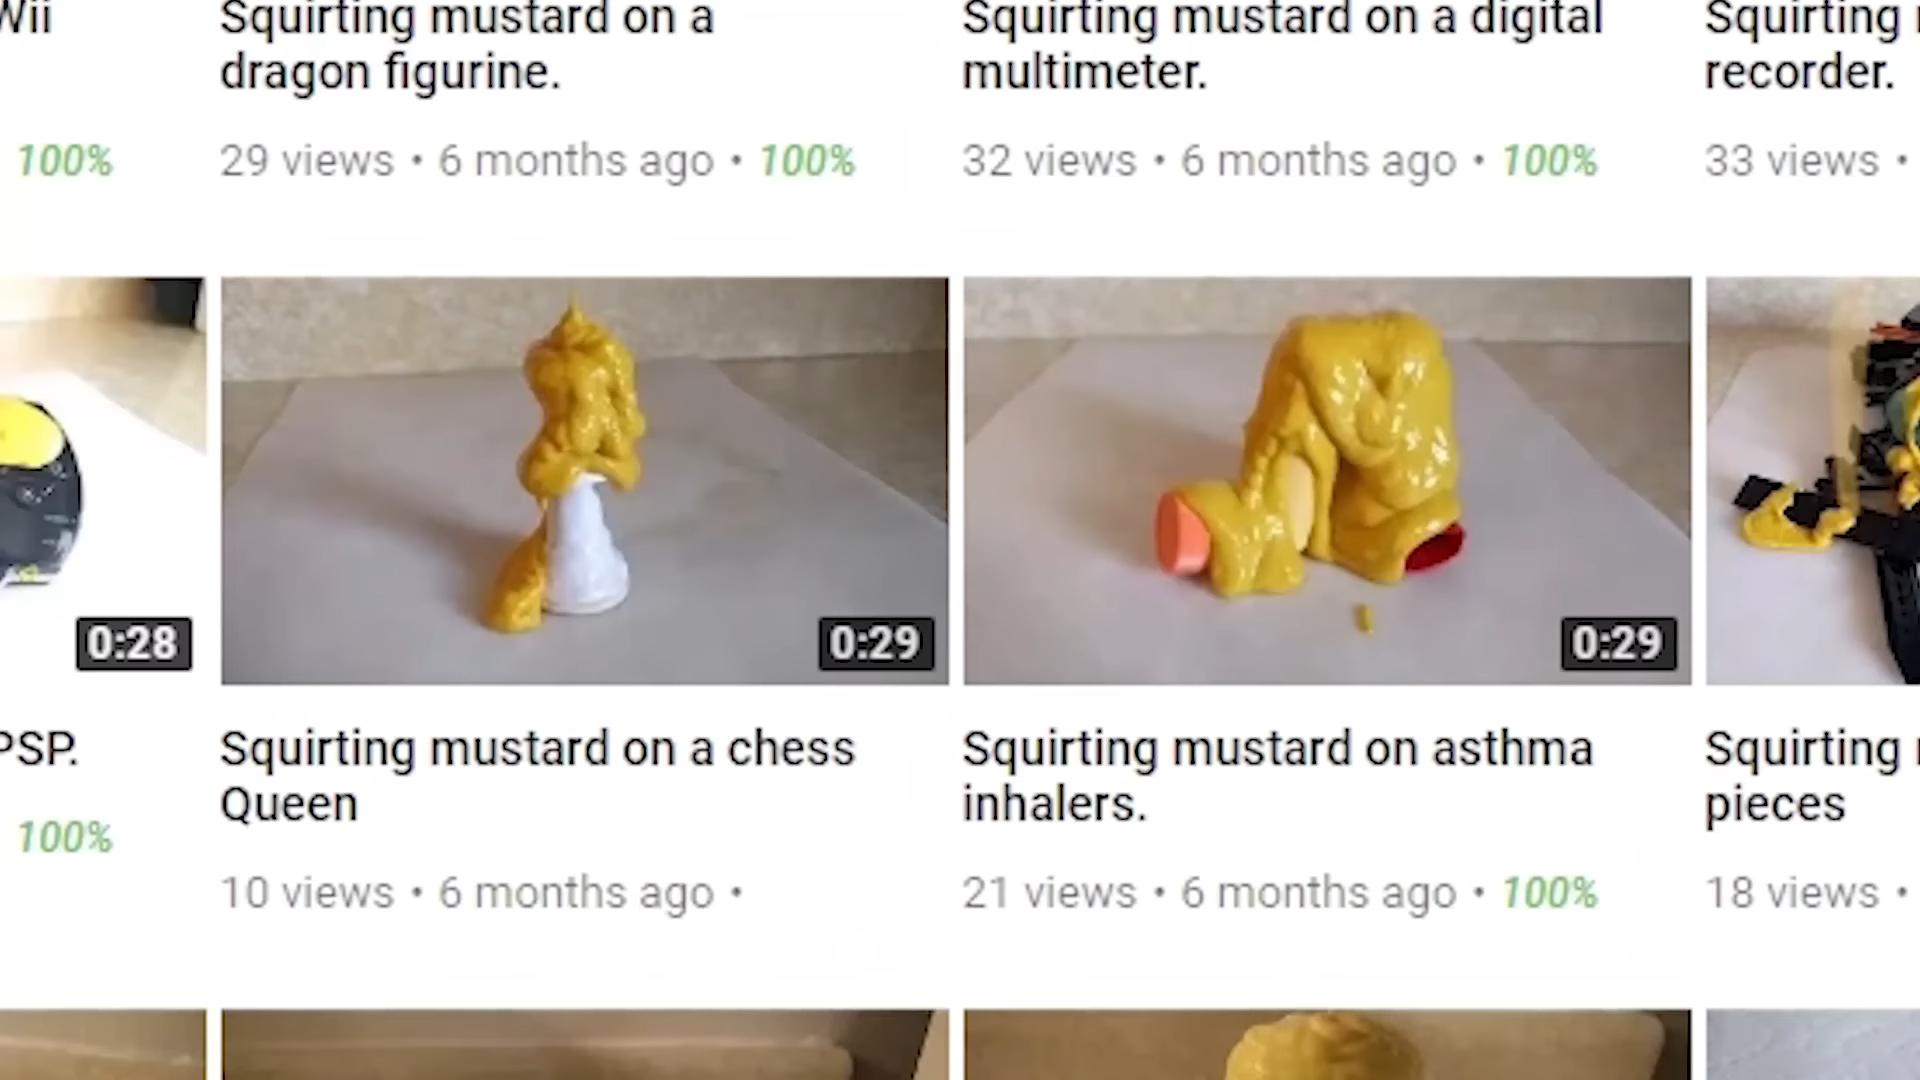 Wii
Squirting mustard on a
dragon figurine.
Squirting mustard on a digital
multimeter.
Squirting
recorder.
100%
29 views • 6 months ago • 100%
32 views • 6 months ago • 100%
33 views •
0:28
0:29
0:29
PSP.
Squirting mustard on a chess
Queen
Squirting mustard on asthma
inhalers.
Squirting
pieces
100%
10 views • 6 months ago •
21 views • 6 months ago • 100%
18 views •